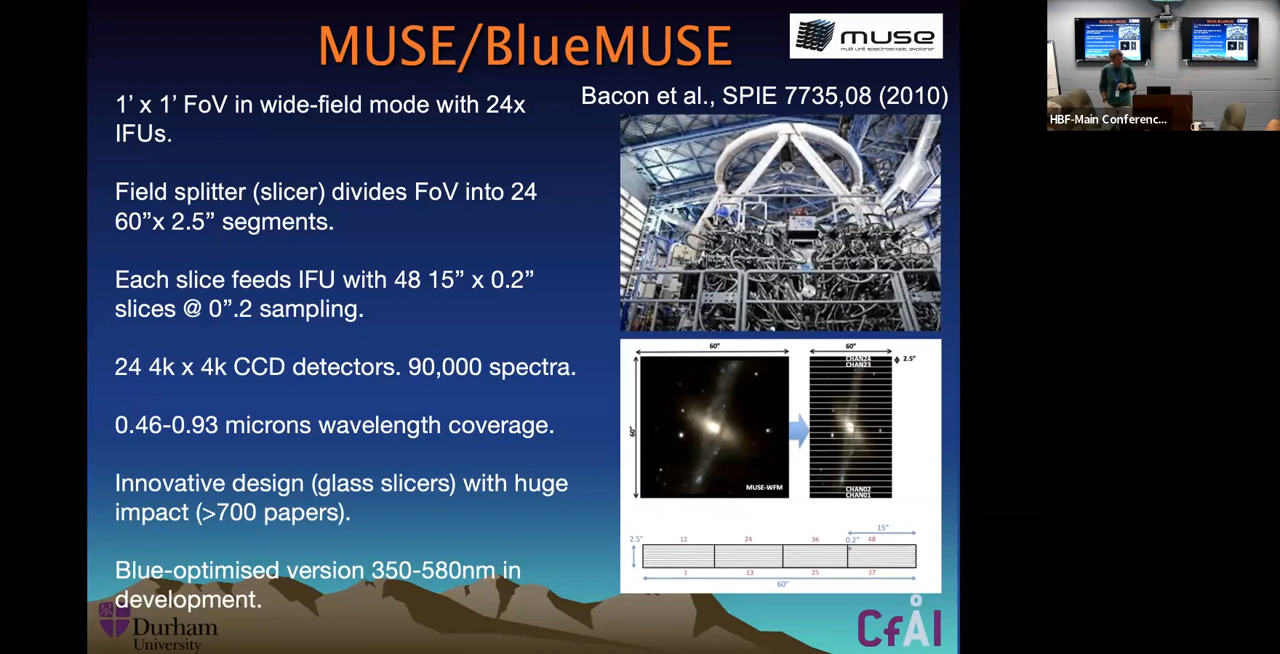 MUSE/BlueMUSE
muse
multi unit spectroscopic explorer
1’ x 1’ FoV in wide-field mode with 24x
IFUs.
Bacon et al., SPIE 7735,08 (2010)
Field splitter (slicer) divides FoV into 24
60”x 2.5” segments.
Each slice feeds IFU with 48 15” x 0.2”
slices @ 0”.2 sampling.
24 4k x 4k CCD detectors. 90,000 spectra.
0.46-0.93 microns wavelength coverage.
Innovative design (glass slicers) with huge
impact (>700 papers).
Blue-optimised version 350-580nm in
development.
60”
60”
60”
CHAN24
CHAN23
2.5”
MUSE-WFM
CHAN02
CHAN01
15”
2.5”
12
24
36
0.2”
48
1
13
25
37
60”
Durham
University
CfAI
HBF-Main Conferenc...